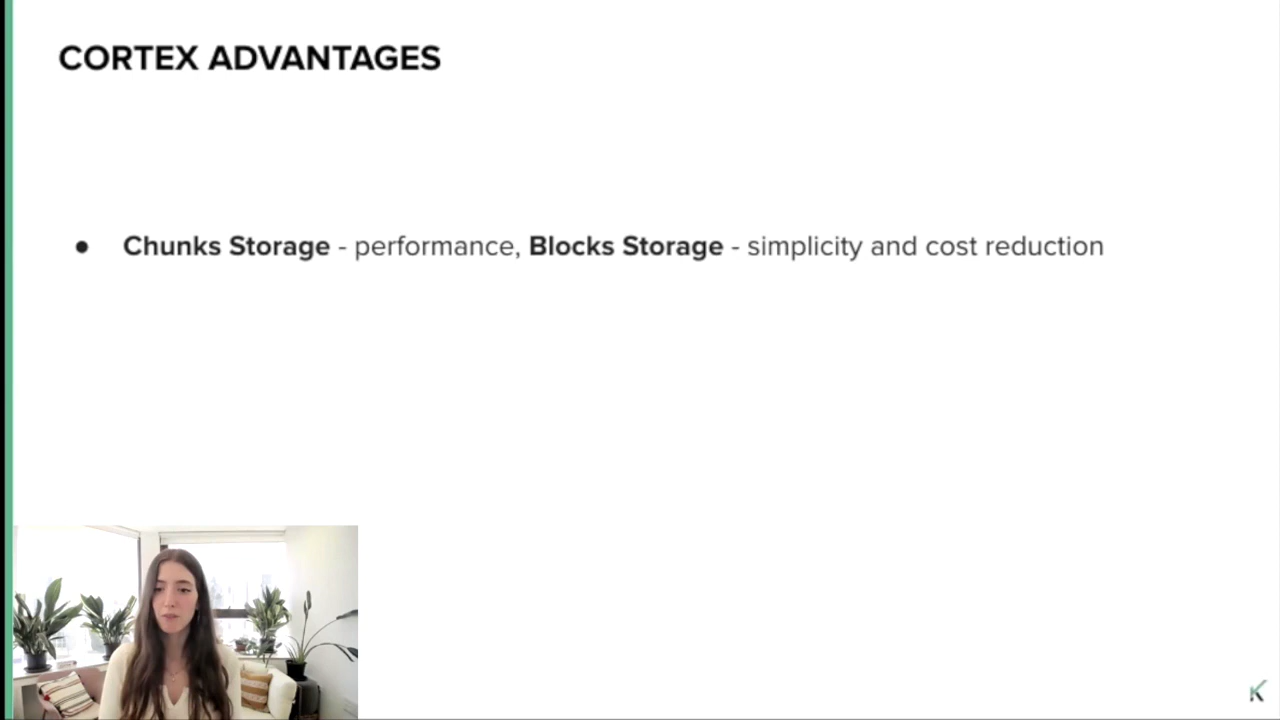 CORTEX ADVANTAGES
● Chunks Storage - performance, Blocks Storage - simplicity and cost reduction